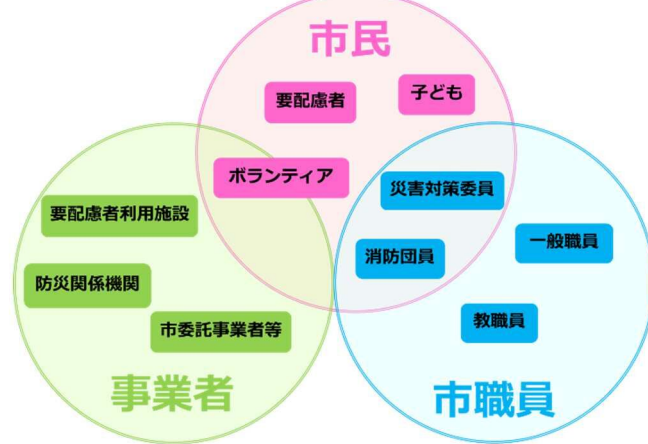 市民
要配慮者
子ども
ボランティア
災害対策委員
要配慮者利用施設
消防団員
一般職員
防災関係機関
市委託事業者等
教職員
事業者
市職員